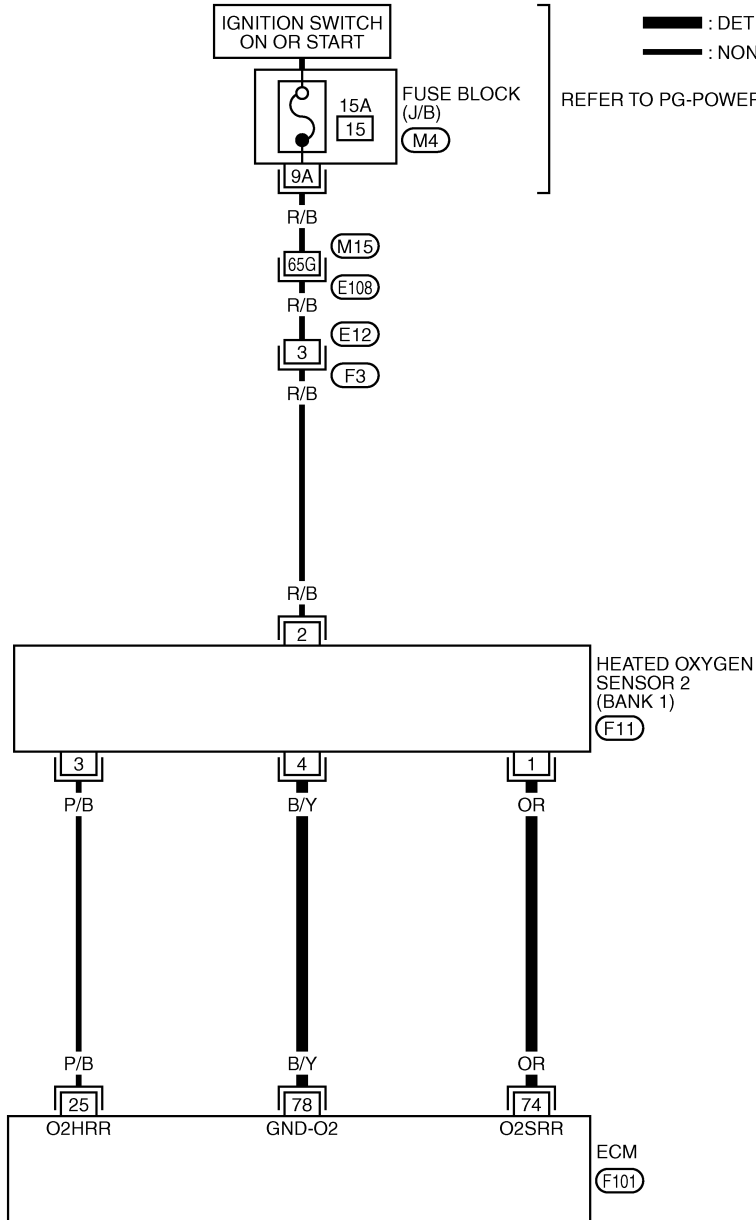 IGNITION SWITCH
ON OR START
: DET
: NON
REFER TO PG-POWER
FUSE BLOCK
(J/B)
15A
15
M4
9A
R/B
M15
65G
E108
R/B
E12
3
F3
R/B
R/B
2
HEATED OXYGEN
SENSOR 2
(BANK 1)
F11
3 4 1
P/B B/Y OR
P/B B/Y OR
25 78 74
O2HRR GND-O2 O2SRR
ECM
F101